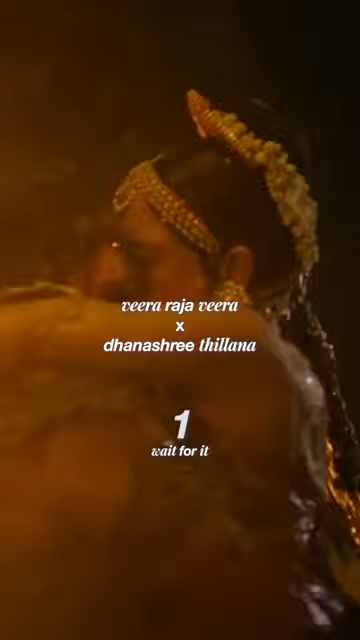 veera raja veera
x
dhanashree thillana
1
wait for it